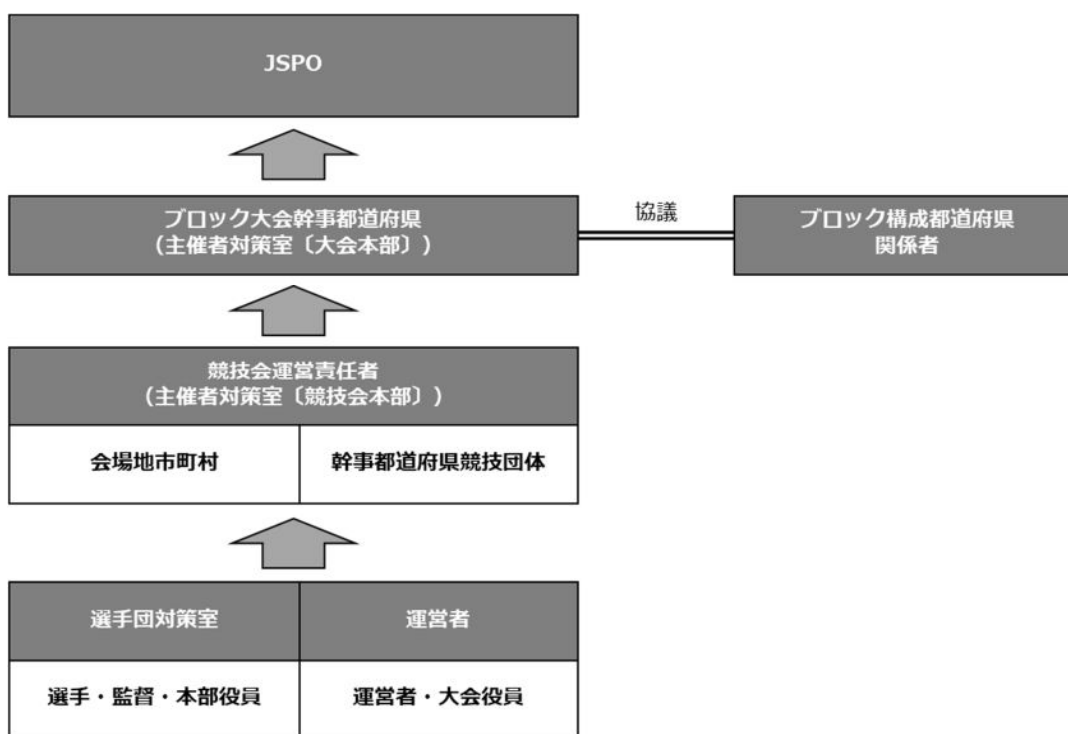 JSPO
ブロック大会幹事都道府県
(主催者対策室〔大会本部〕)
協議
ブロック構成都道府県
関係者
競技会運営責任者
(主催者対策室〔競技会本部〕)
会場地市町村
幹事都道府県競技団体
選手団対策室
運営者
選手・監督・本部役員
運営者・大会役員